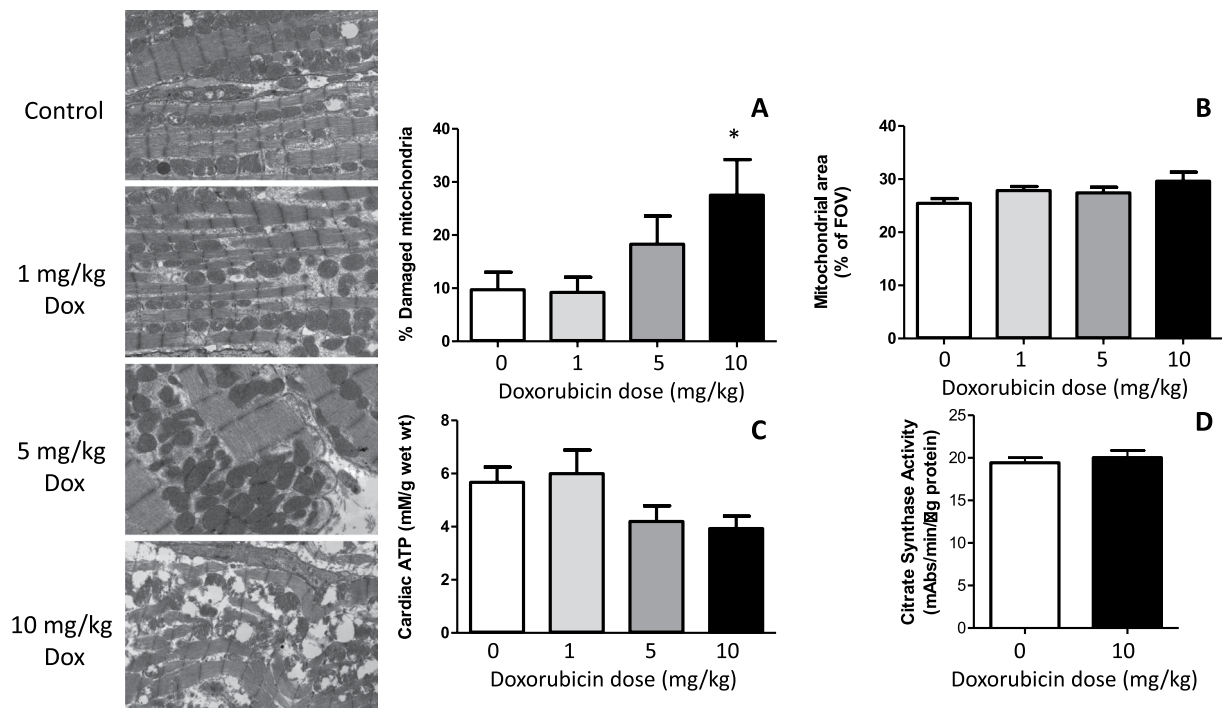 Control
1 mg/kg
Dox
5 mg/kg
Dox
10 mg/kg
Dox
A
% Damaged mitochondria
40
30
20
10
0
*
0 1 5 10
Doxorubicin dose (mg/kg)
B
Mitochondrial area
(% of FOV)
40
30
20
10
0
0 1 5 10
Doxorubicin dose (mg/kg)
C
Cardiac ATP (mM/g wet wt)
8
6
4
2
0
0 1 5 10
Doxorubicin dose (mg/kg)
D
Citrate Synthase Activity
(mAbs/min/g protein)
25
20
15
10
5
0
0 10
Doxorubicin dose (mg/kg)